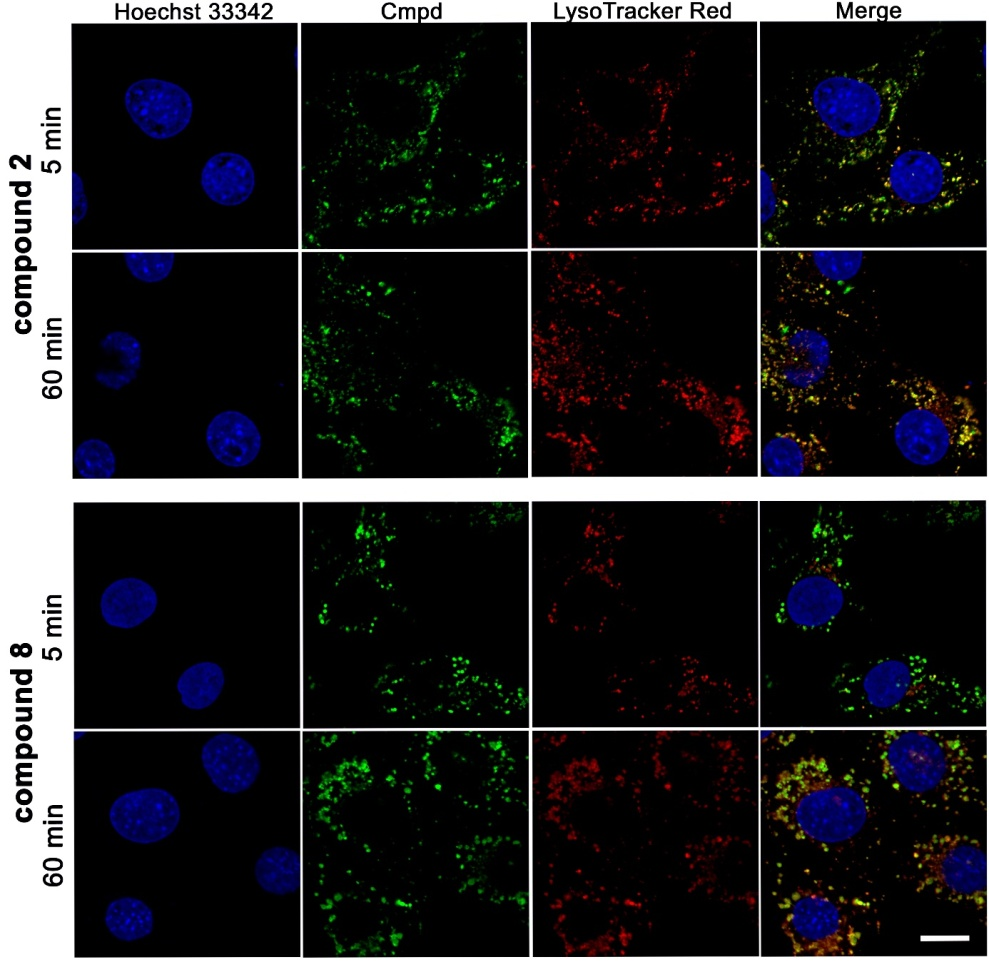 Hoechst 33342 Cmpd LysoTracker Red Merge
compound 2
5 min
60 min
compound 8
5 min
60 min